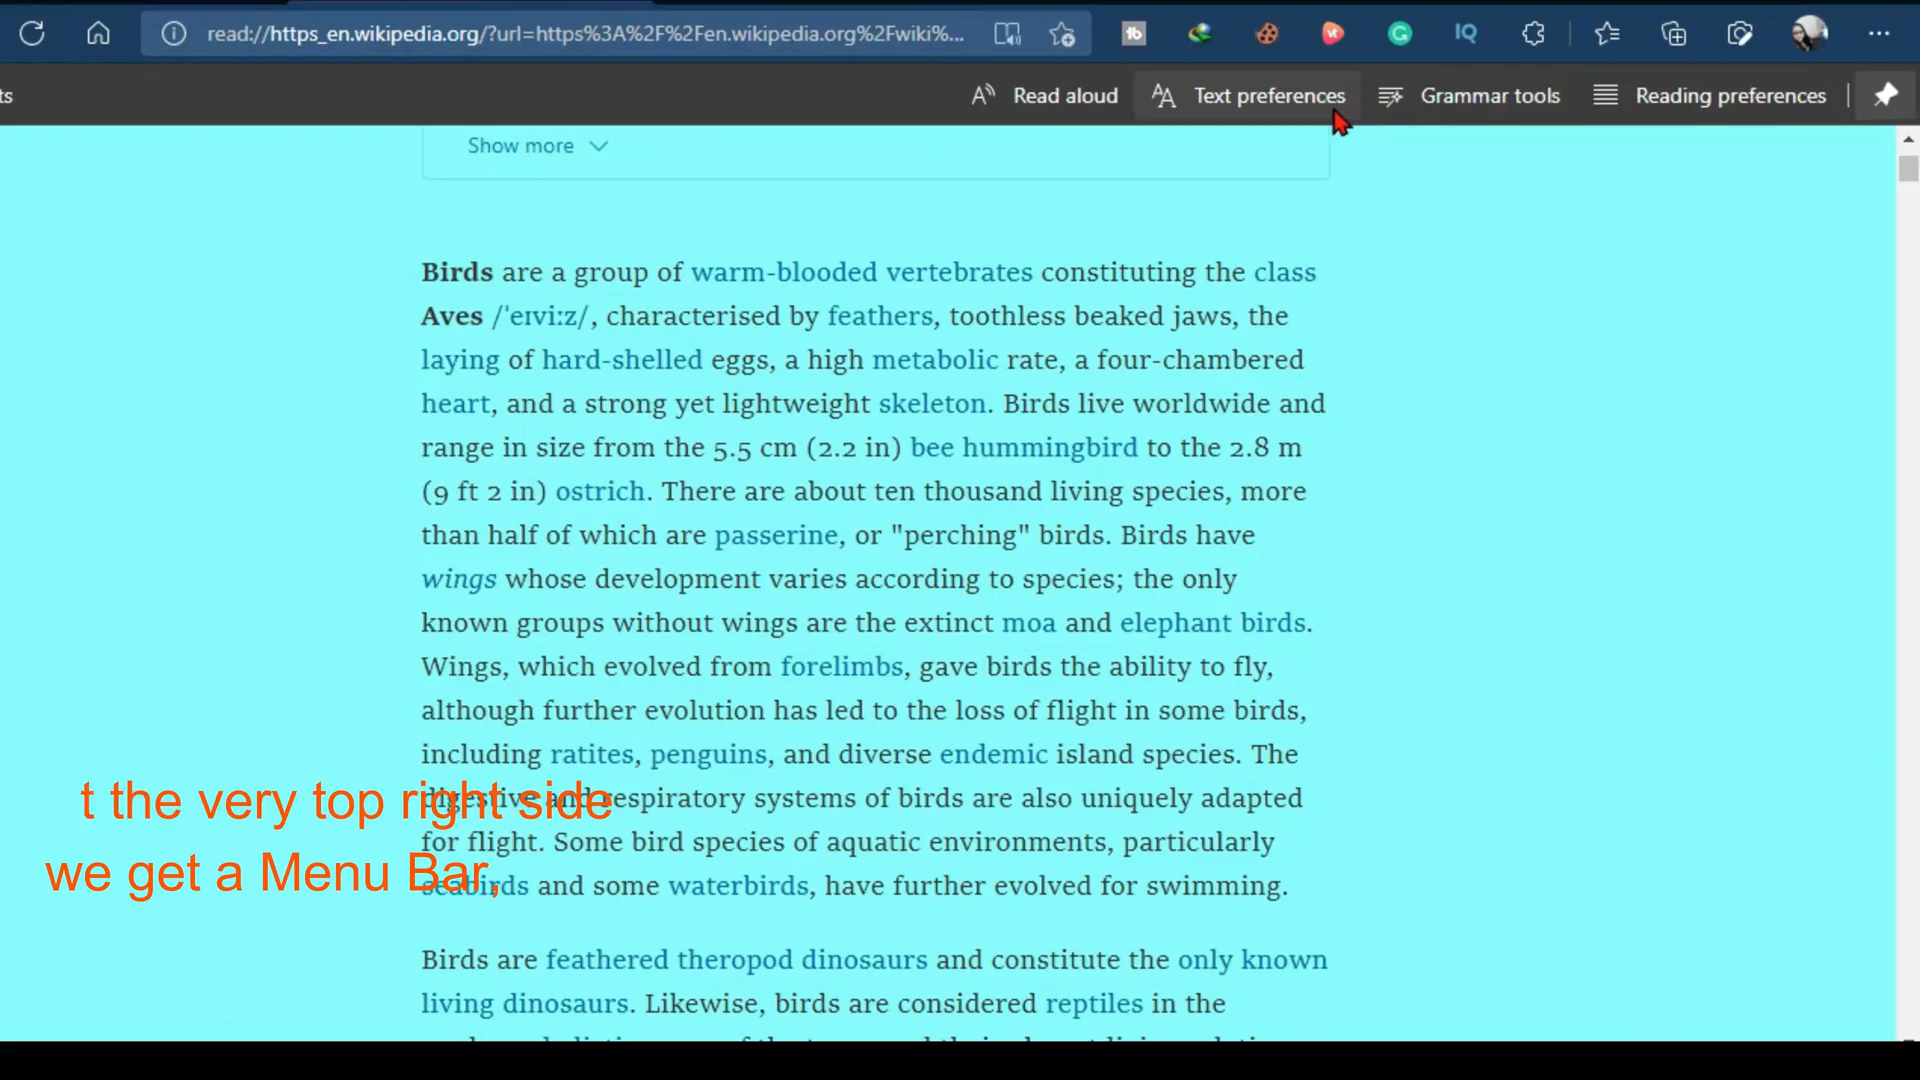 read://https_en.wikipedia.org/?url=https%3A%2F%2Fen.wikipedia.org%2Fwiki%...
IQ
ts
Read aloud
Text preferences
Grammar tools
Reading preferences
Show more
Birds are a group of warm-blooded vertebrates constituting the class
Aves /ˈeɪviːz/, characterised by feathers, toothless beaked jaws, the
laying of hard-shelled eggs, a high metabolic rate, a four-chambered
heart, and a strong yet lightweight skeleton. Birds live worldwide and
range in size from the 5.5 cm (2.2 in) bee hummingbird to the 2.8 m
(9 ft 2 in) ostrich. There are about ten thousand living species, more
than half of which are passerine, or "perching" birds. Birds have
wings whose development varies according to species; the only
known groups without wings are the extinct moa and elephant birds.
Wings, which evolved from forelimbs, gave birds the ability to fly,
although further evolution has led to the loss of flight in some birds,
including ratites, penguins, and diverse endemic island species. The
digestive and respiratory systems of birds are also uniquely adapted
for flight. Some bird species of aquatic environments, particularly
seabirds and some waterbirds, have further evolved for swimming.
t the very top right side
we get a Menu Bar,
Birds are feathered theropod dinosaurs and constitute the only known
living dinosaurs. Likewise, birds are considered reptiles in the